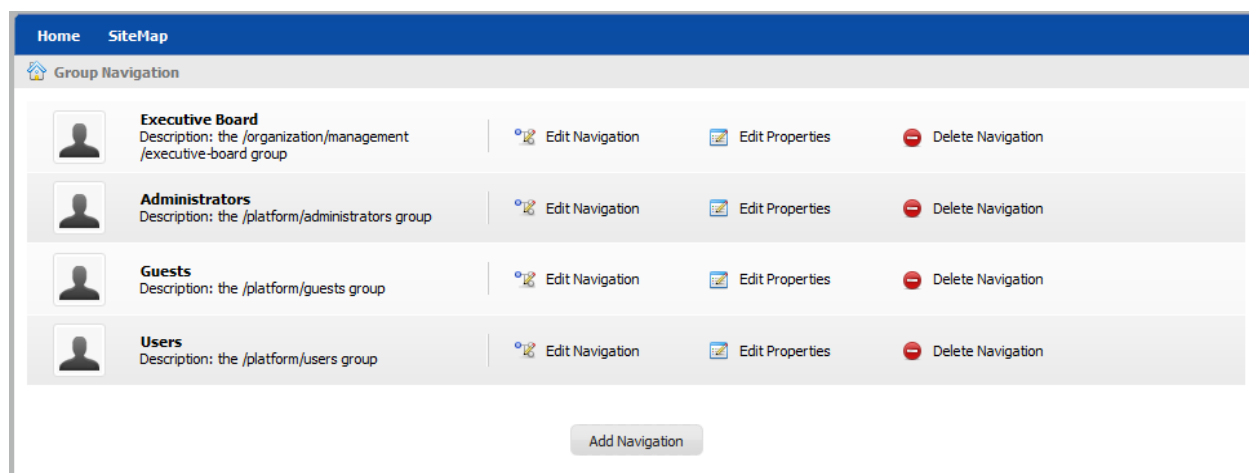 Home SiteMap
Group Navigation
Executive Board
Description: the /organization/management
/executive-board group
Edit Navigation Edit Properties Delete Navigation
Administrators
Description: the /platform/administrators group
Edit Navigation Edit Properties Delete Navigation
Guests
Description: the /platform/guests group
Edit Navigation Edit Properties Delete Navigation
Users
Description: the /platform/users group
Edit Navigation Edit Properties Delete Navigation
Add Navigation